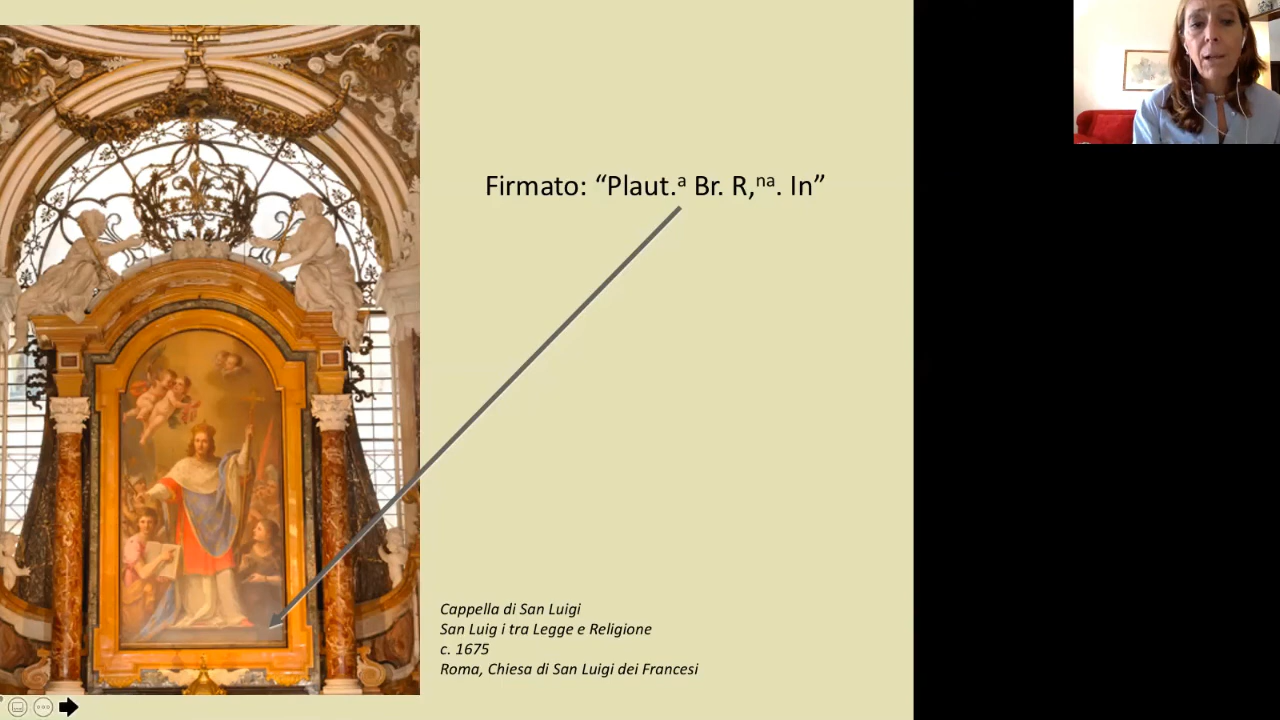 Firmato: “Plaut.ᵃ Br. R,ⁿᵃ. In”
Cappella di San Luigi
San Luig i tra Legge e Religione
c. 1675
Roma, Chiesa di San Luigi dei Francesi